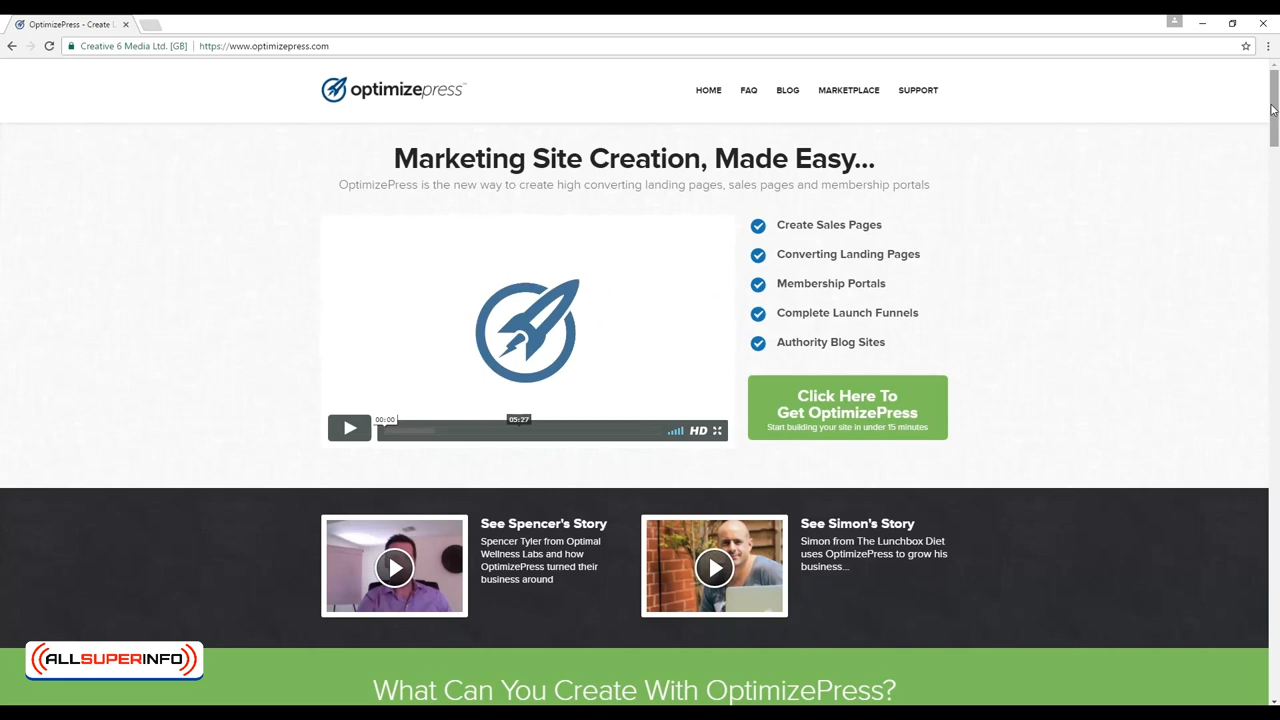 OptimizePress - Create L
Creative 6 Media Ltd. [GB] https://www.optimizepress.com
optimizepress™
HOME FAQ BLOG MARKETPLACE SUPPORT
Marketing Site Creation, Made Easy...
OptimizePress is the new way to create high converting landing pages, sales pages and membership portals
Create Sales Pages
Converting Landing Pages
Membership Portals
Complete Launch Funnels
Authority Blog Sites
Click Here To
Get OptimizePress
Start building your site in under 15 minutes
00:00
05:27
HD
See Spencer's Story
Spencer Tyler from Optimal
Wellness Labs and how
OptimizePress turned their
business around
See Simon's Story
Simon from The Lunchbox Diet
uses OptimizePress to grow his
business...
ALLSUPERINFO
What Can You Create With OptimizePress?